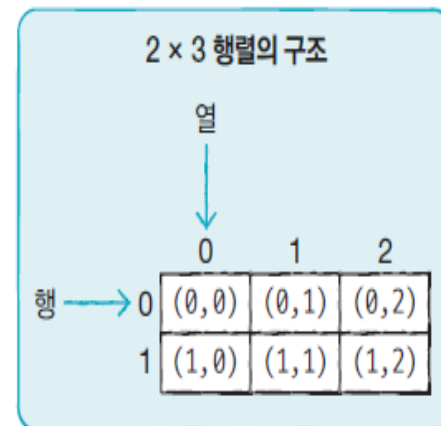 2 × 3 행렬의 구조
열
0 1 2
행 0 (0,0) (0,1) (0,2)
1 (1,0) (1,1) (1,2)